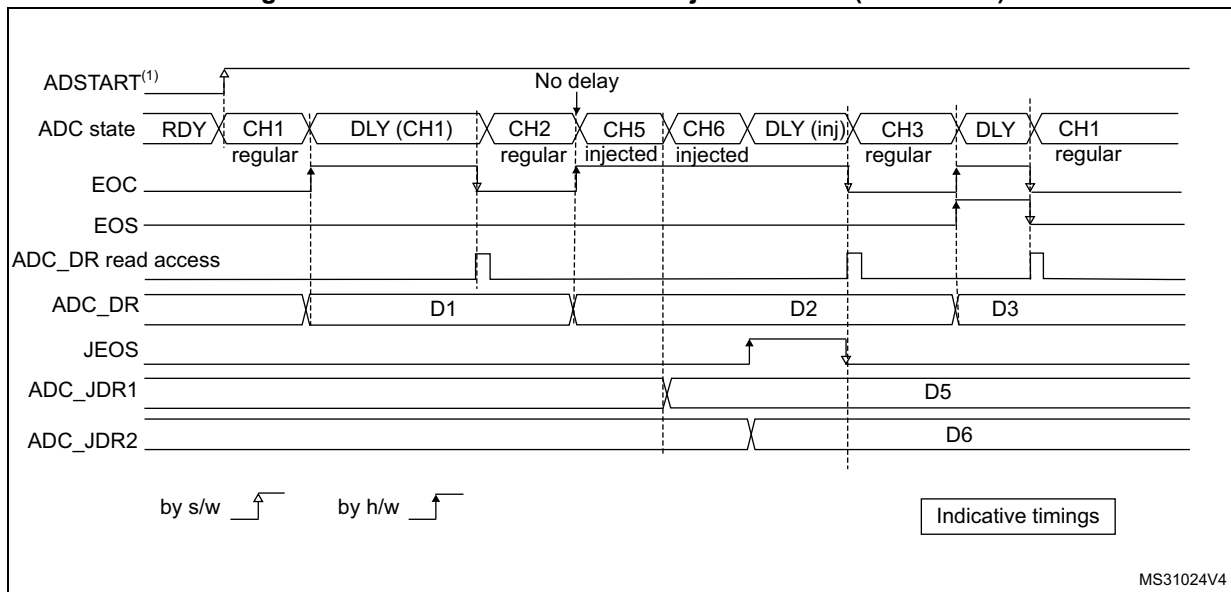 ADSTART(1)
No delay
ADC state RDY CH1 DLY (CH1) CH2 CH5 CH6 DLY (inj) CH3 DLY CH1
regular regular injected injected regular regular
EOC
EOS
ADC_DR read access
ADC_DR D1 D2 D3
JEOS
ADC_JDR1 D5
ADC_JDR2 D6
by s/w by h/w Indicative timings
MS31024V4